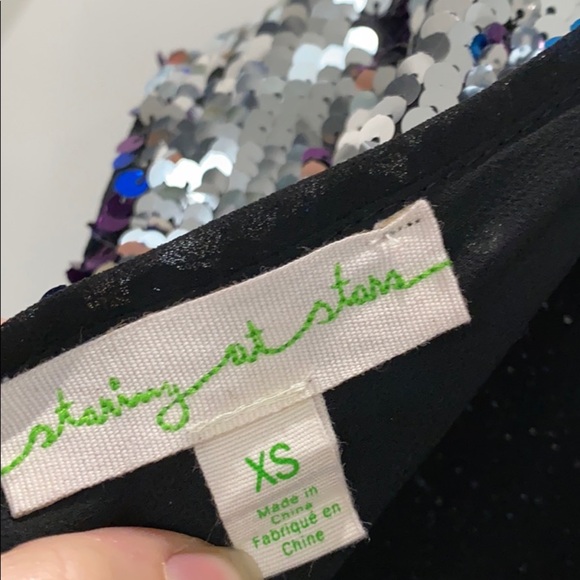 staring at stars
XS
Made in
China
Fabriqué en
Chine